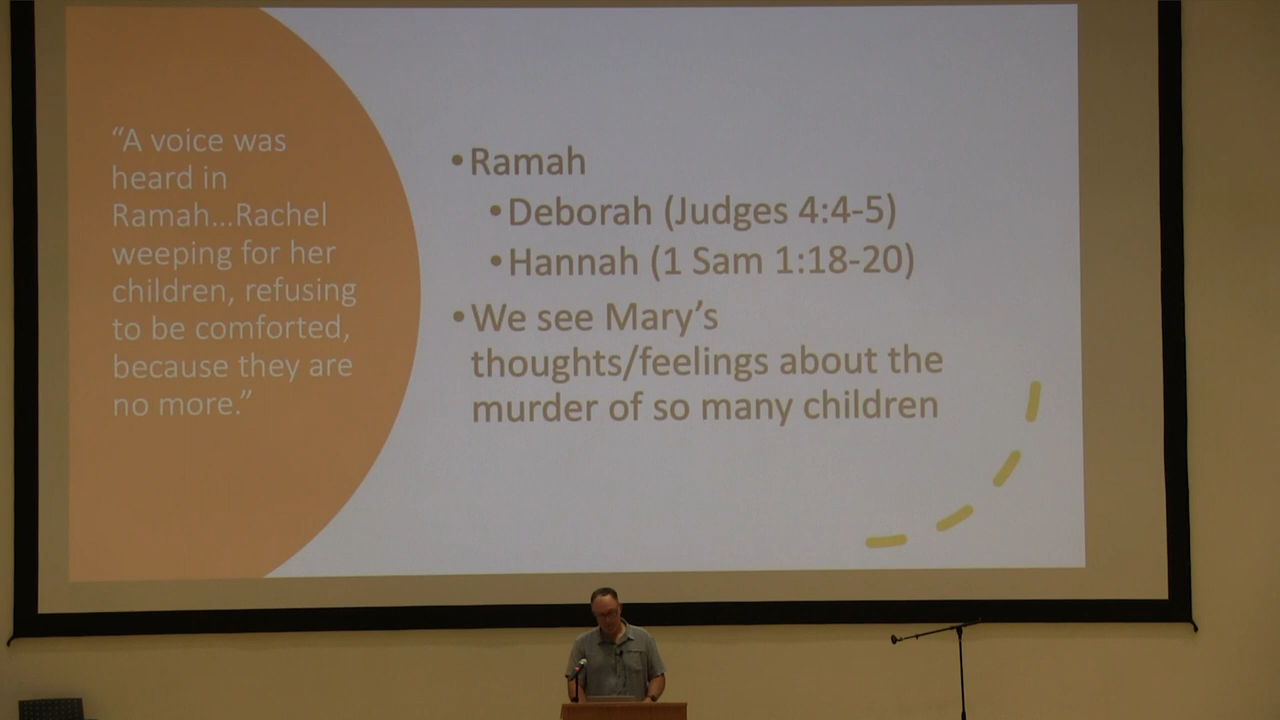 “A voice was
heard in
Ramah...Rachel
weeping for her
children, refusing
to be comforted,
because they are
no more.”
•Ramah
•Deborah (Judges 4:4-5)
•Hannah (1 Sam 1:18-20)
•We see Mary’s
thoughts/feelings about the
murder of so many children